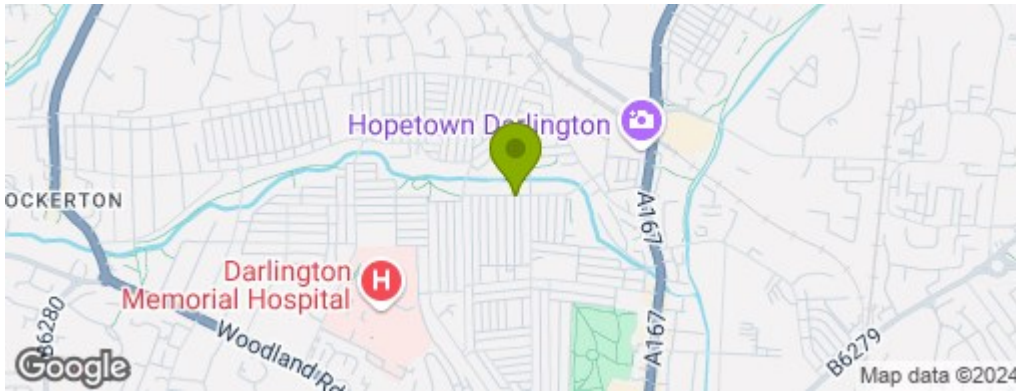 Hopetown Darlington
OCKERTON
A167
Darlington
Memorial Hospital
H
B6280
Woodland Rd
A167
B6279
Google
Map data ©2024